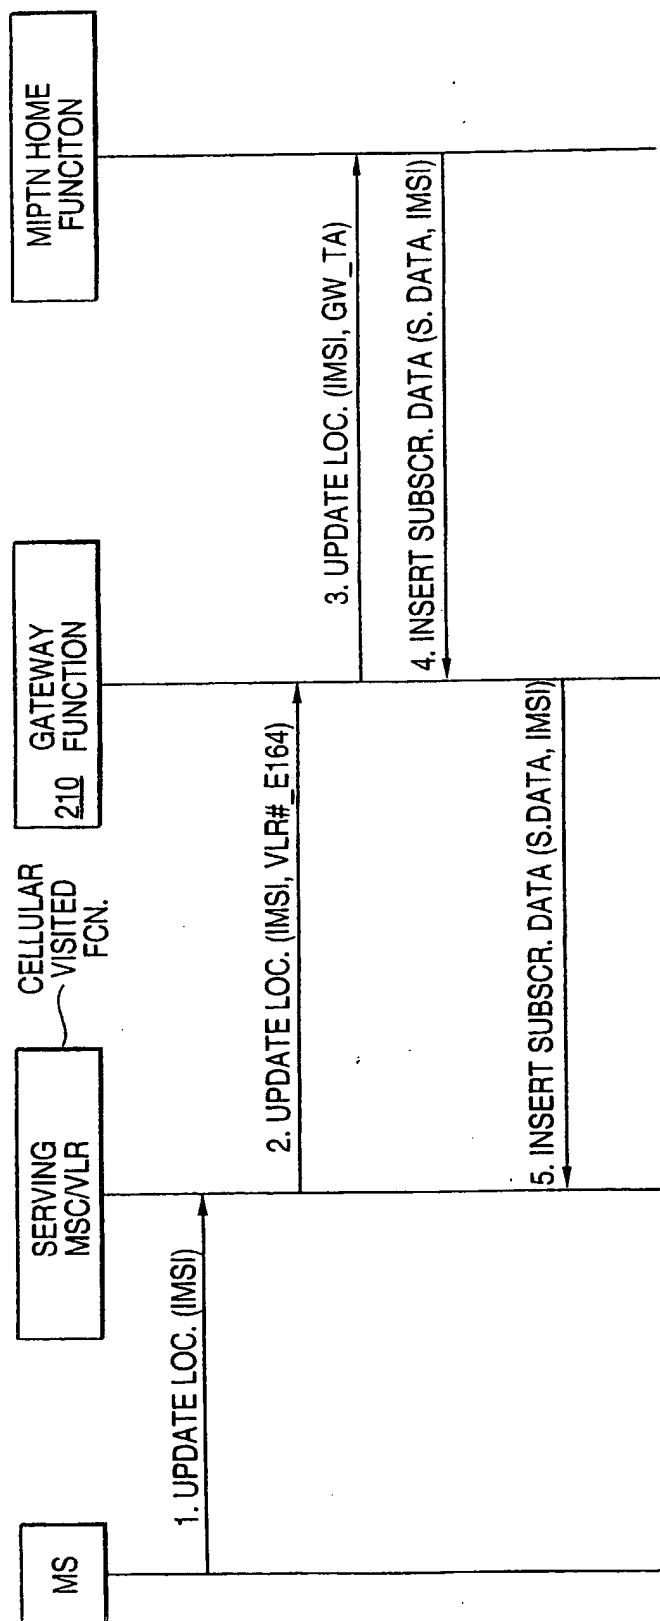 MS
SERVING
MSC/VLR
CELLULAR
VISITED
FCN.
210 GATEWAY
FUNCTION
MIPTN HOME
FUNCITON
1. UPDATE LOC. (IMSI)
2. UPDATE LOC. (IMSI, VLR#_E164)
3. UPDATE LOC. (IMSI, GW_TA)
4. INSERT SUBSCR. DATA (S. DATA, IMSI)
5. INSERT SUBSCR. DATA (S.DATA, IMSI)